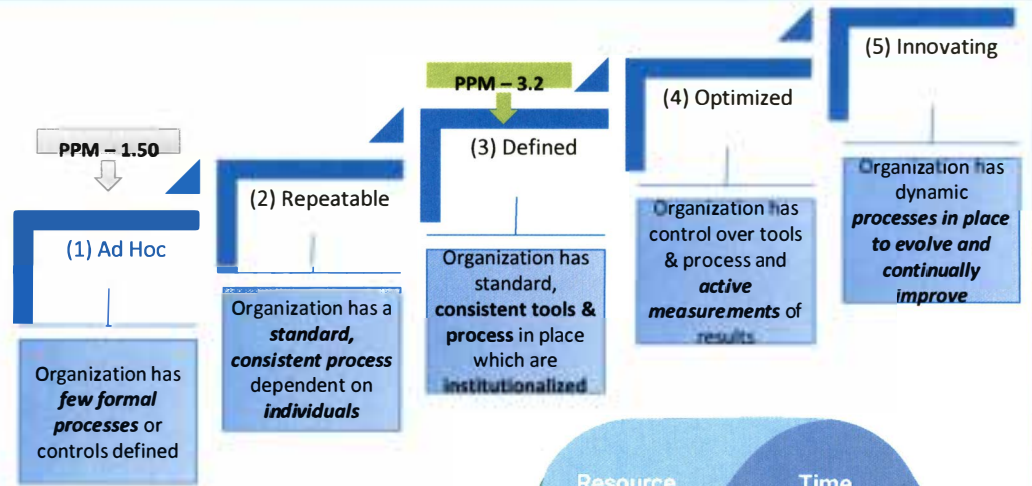 PPM – 1.50
(1) Ad Hoc
Organization has
few formal
processes or
controls defined
(2) Repeatable
Organization has a
standard,
consistent process
dependent on
individuals
PPM – 3.2
(3) Defined
Organization has
standard,
consistent tools &
process in place
which are
institutionalized
(4) Optimized
Organization has
control over tools
& process and
active
measurements of
results
(5) Innovating
Organization has
dynamic
processes in place
to evolve and
continually
improve
Resource
Time